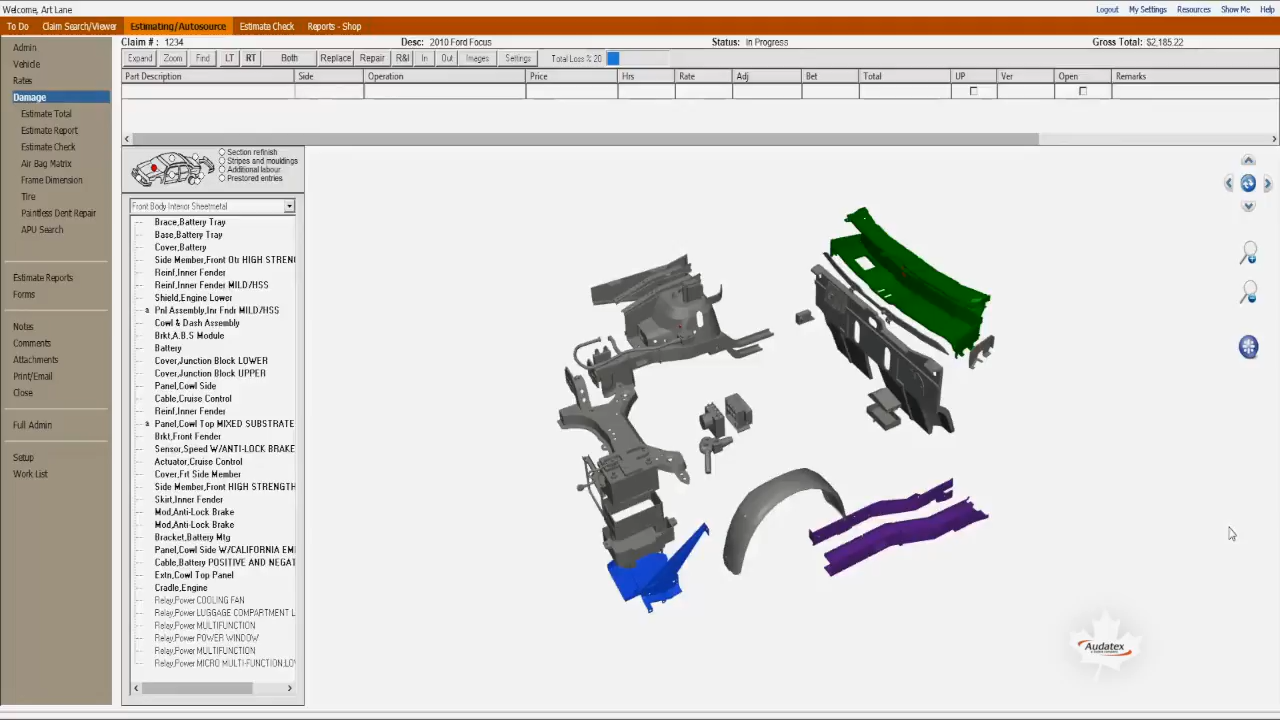 Welcome, Art Lane
Logout My Settings Resources Show Me Help
To Do Claim Search/Viewer Estimating/Autosource Estimate Check Reports - Shop
Claim # : 1234 Desc: 2010 Ford Focus Status: In Progress Gross Total: $2,185.22
Expand Zoom Find LT RT Both Replace Repair R&I In Out Images Settings Total Loss % 20
Part Description Side Operation Price Hrs Rate Adj Bet Total UP Ver Open Remarks
Admin
Vehicle
Rates
Damage
Estimate Total
Estimate Report
Estimate Check
Air Bag Matrix
Frame Dimension
Tire
Paintless Dent Repair
APU Search
Estimate Reports
Forms
Notes
Comments
Attachments
Print/Email
Close
Full Admin
Setup
Work List
Section refinish
Stripes and mouldings
Additional labour
Prestored entries
Front Body Interior Sheetmetal
Brace,Battery Tray
Base,Battery Tray
Cover,Battery
Side Member,Front Otr HIGH STREN
Reinf,Inner Fender
Reinf,Inner Fender MILD/HSS
Shield,Engine Lower
a Pnl Assembly,Inr Fndr MILD/HSS
Cowl & Dash Assembly
Brkt,A.B.S Module
Battery
Cover,Junction Block LOWER
Cover,Junction Block UPPER
Panel,Cowl Side
Cable,Cruise Control
Reinf,Inner Fender
a Panel,Cowl Top MIXED SUBSTRATE
Brkt,Front Fender
Sensor,Speed W/ANTI-LOCK BRAKE
Actuator,Cruise Control
Cover,Frt Side Member
Side Member,Front HIGH STRENGTH
Skirt,Inner Fender
Mod,Anti-Lock Brake
Mod,Anti-Lock Brake
Bracket,Battery Mtg
Panel,Cowl Side W/CALIFORNIA EMI
Cable,Battery POSITIVE AND NEGAT
Extn,Cowl Top Panel
Cradle,Engine
Relay,Power COOLING FAN
Relay,Power LUGGAGE COMPARTMENT L
Relay,Power MULTIFUNCTION
Relay,Power POWER WINDOW
Relay,Power MULTIFUNCTION
Relay,Power MICRO MULTI-FUNCTION;LO
Audatex